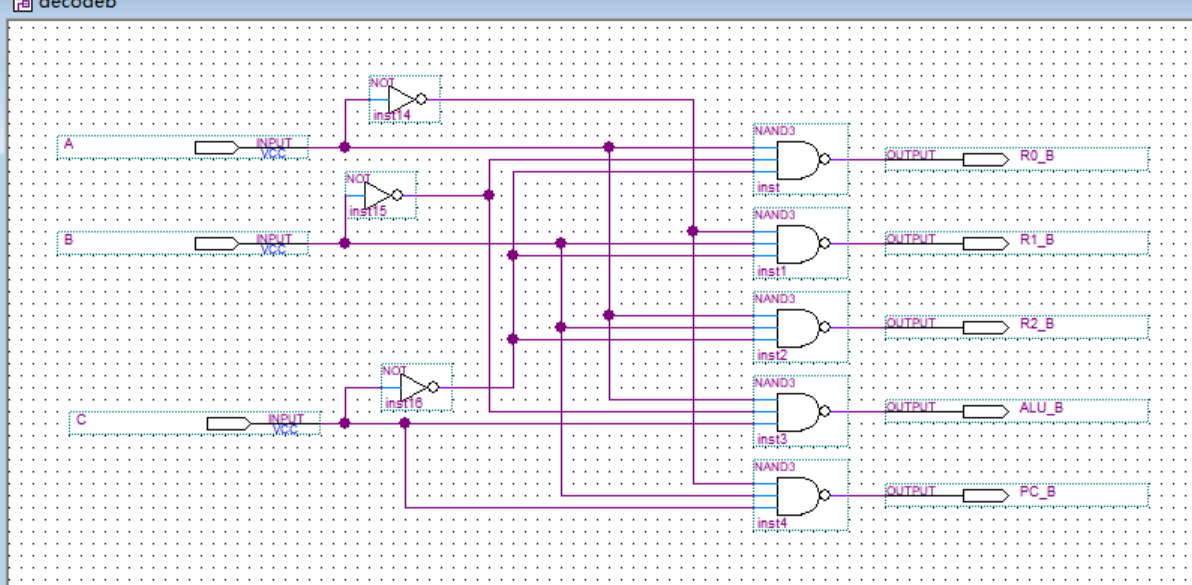 decodeb
NOT
inst14
A
INPUT
VCC
NAND3
inst
OUTPUT
R0_B
NOT
inst15
B
INPUT
VCC
NAND3
inst1
OUTPUT
R1_B
NAND3
inst2
OUTPUT
R2_B
NOT
inst16
C
INPUT
VCC
NAND3
inst3
OUTPUT
ALU_B
NAND3
inst4
OUTPUT
PC_B